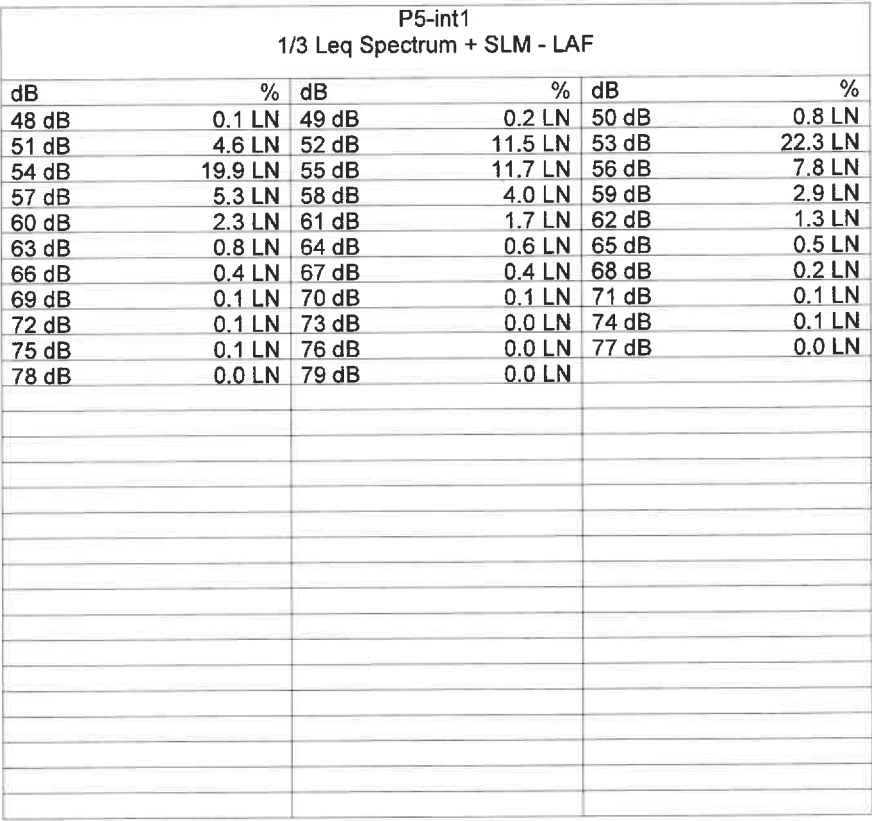 P5-int1
1/3 Leq Spectrum + SLM - LAF
dB % dB % dB %
48 dB 0.1 LN 49 dB 0.2 LN 50 dB 0.8 LN
51 dB 4.6 LN 52 dB 11.5 LN 53 dB 22.3 LN
54 dB 19.9 LN 55 dB 11.7 LN 56 dB 7.8 LN
57 dB 5.3 LN 58 dB 4.0 LN 59 dB 2.9 LN
60 dB 2.3 LN 61 dB 1.7 LN 62 dB 1.3 LN
63 dB 0.8 LN 64 dB 0.6 LN 65 dB 0.5 LN
66 dB 0.4 LN 67 dB 0.4 LN 68 dB 0.2 LN
69 dB 0.1 LN 70 dB 0.1 LN 71 dB 0.1 LN
72 dB 0.1 LN 73 dB 0.0 LN 74 dB 0.1 LN
75 dB 0.1 LN 76 dB 0.0 LN 77 dB 0.0 LN
78 dB 0.0 LN 79 dB 0.0 LN